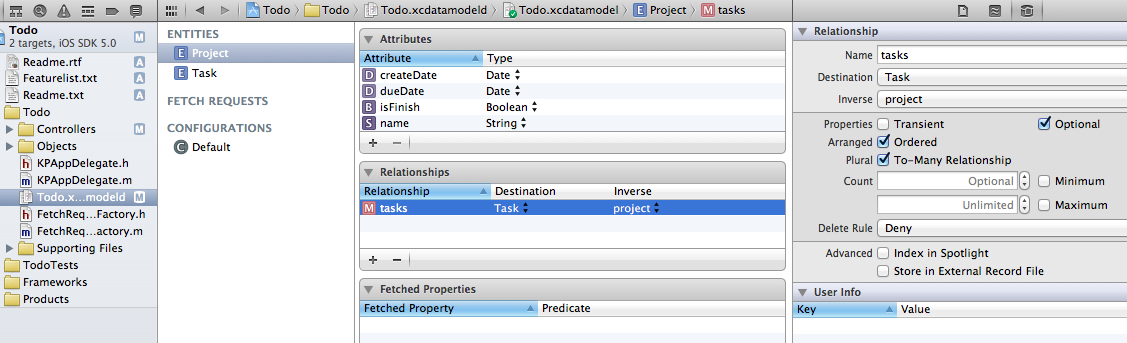 Todo
2 targets, iOS SDK 5.0
M
Readme.rtf A
Featurelist.txt A
Readme.txt A
Todo
Controllers M
Objects
h KPAppDelegate.h
m KPAppDelegate.m
Todo.x...modeld M
h FetchReq...Factory.h
m FetchReq...actory.m
Supporting Files
TodoTests
Frameworks
Products
Todo Todo Todo.xcdatamodeld Todo.xcdatamodel E Project M tasks
ENTITIES
E Project
E Task
FETCH REQUESTS
CONFIGURATIONS
C Default
Attributes
Attribute Type
D createDate Date
D dueDate Date
B isFinish Boolean
S name String
+ −
Relationships
Relationship Destination Inverse
M tasks Task project
+ −
Fetched Properties
Fetched Property Predicate
Relationship
Name tasks
Destination Task
Inverse project
Properties Transient Optional
Arranged Ordered
Plural To-Many Relationship
Count Optional Minimum
Unlimited Maximum
Delete Rule Deny
Advanced Index in Spotlight
Store in External Record File
User Info
Key Value